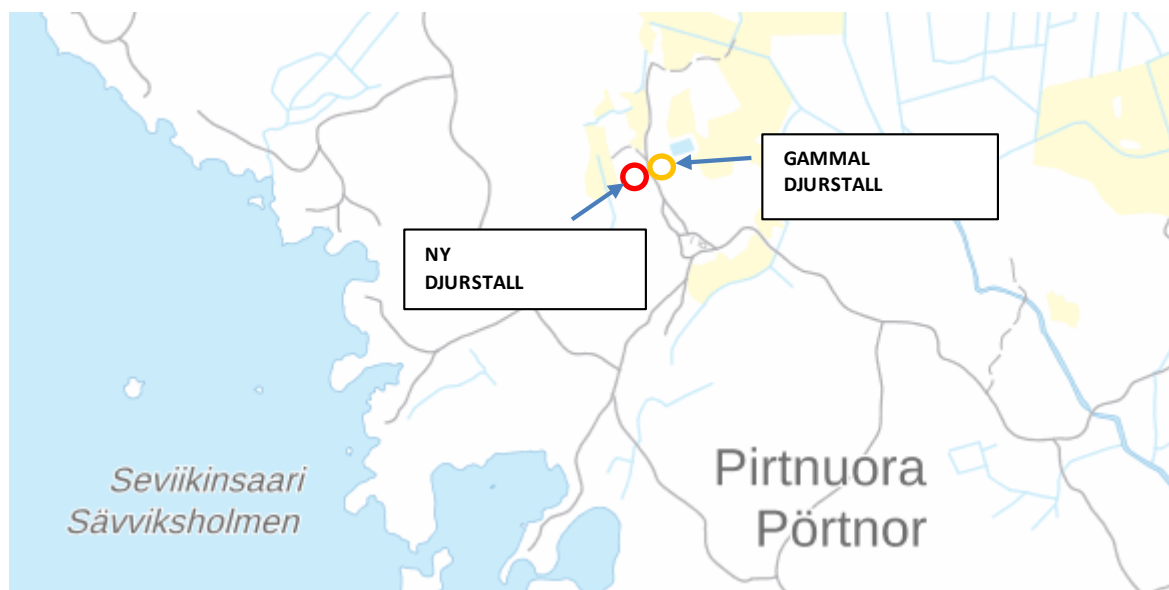 GAMMAL
DJURSTALL
NY
DJURSTALL
Seviikinsaari
Sävviksholmen
Pirtnuora
Pörtnor